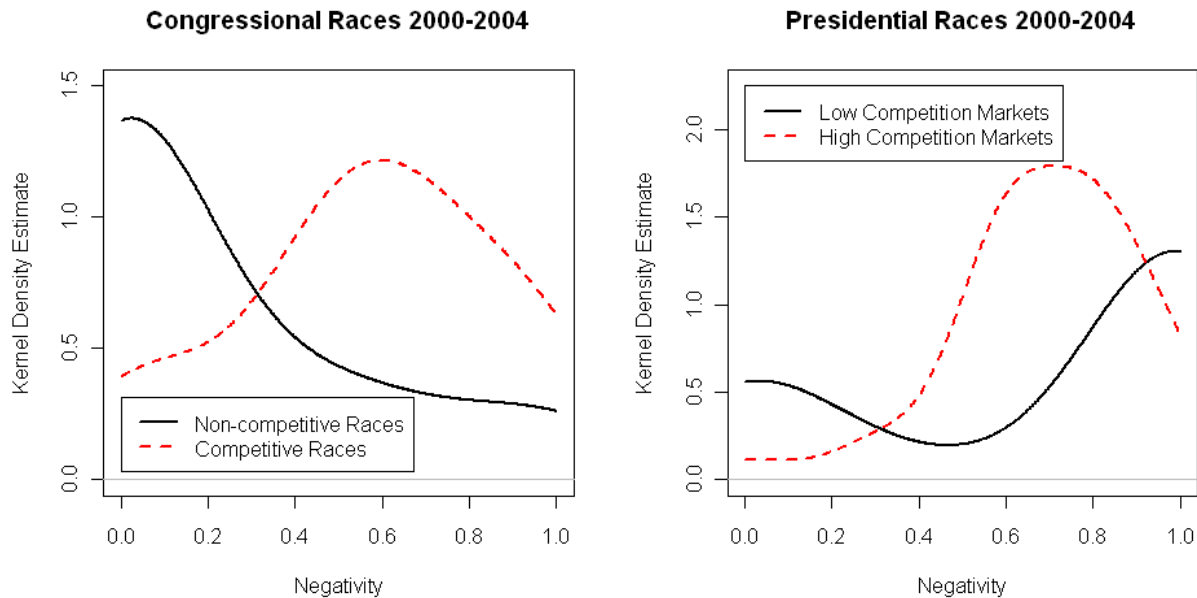 Congressional Races 2000-2004
Kernel Density Estimate
0.0
0.5
1.0
1.5
Non-competitive Races
Competitive Races
0.0 0.2 0.4 0.6 0.8 1.0
Negativity
Presidential Races 2000-2004
Kernel Density Estimate
0.0
0.5
1.0
1.5
2.0
Low Competition Markets
High Competition Markets
0.0 0.2 0.4 0.6 0.8 1.0
Negativity